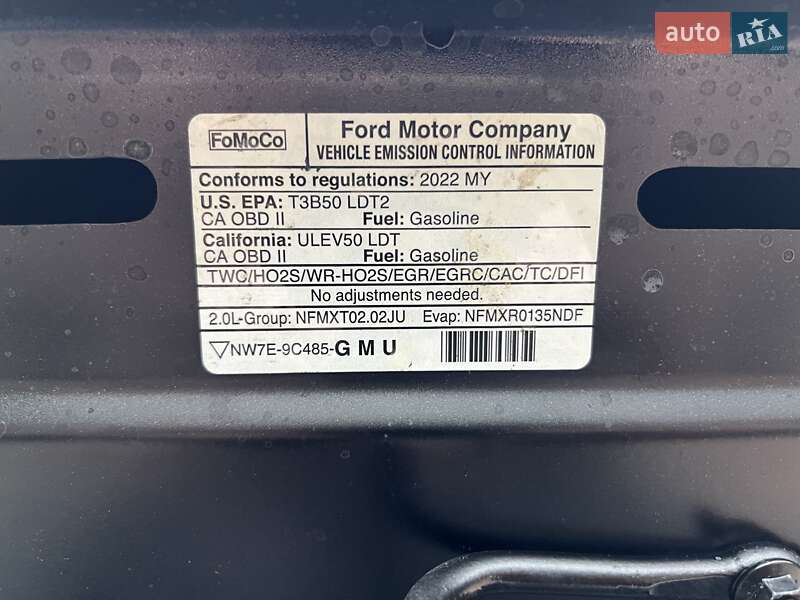 auto RIA
.com
FoMoCo
Ford Motor Company
VEHICLE EMISSION CONTROL INFORMATION
Conforms to regulations: 2022 MY
U.S. EPA: T3B50 LDT2
CA OBD II Fuel: Gasoline
California: ULEV50 LDT
CA OBD II Fuel: Gasoline
TWC/HO2S/WR-HO2S/EGR/EGRC/CAC/TC/DFI
No adjustments needed.
2.0L-Group: NFMXT02.02JU Evap: NFMXR0135NDF
NW7E-9C485-G M U